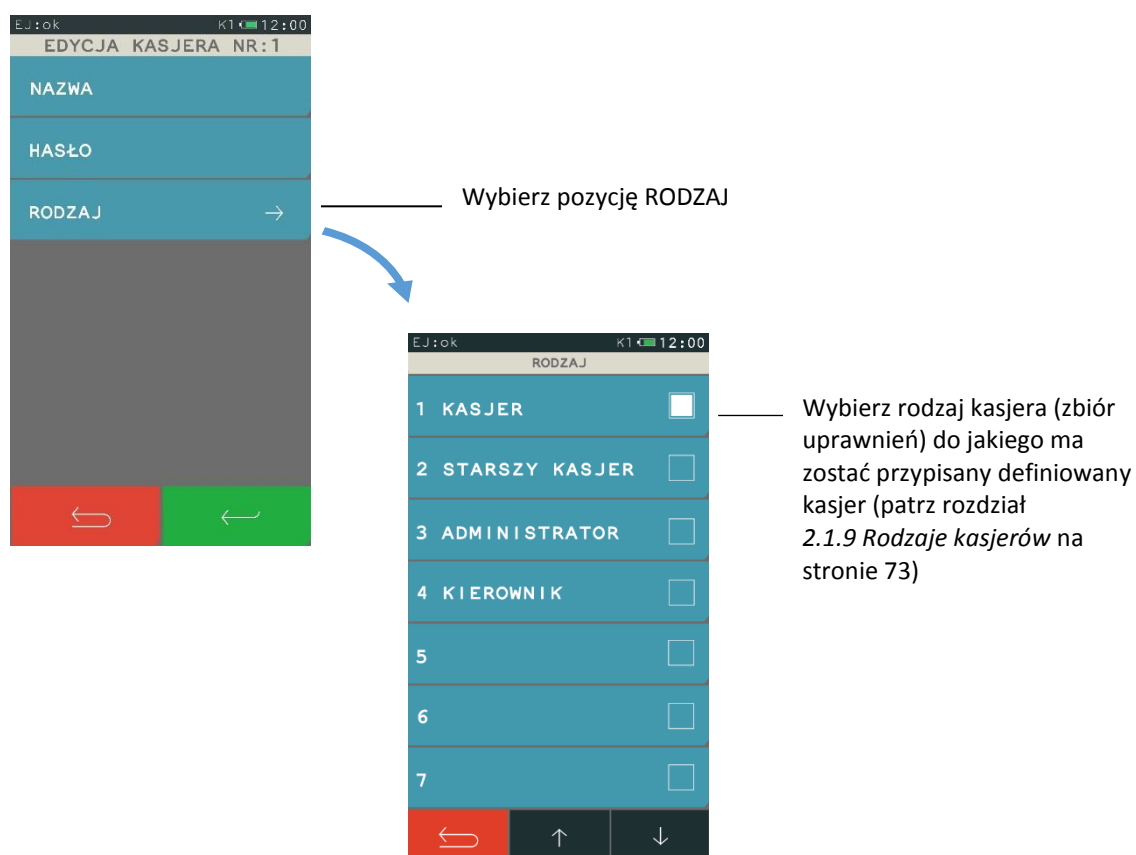 EJ:ok K1 12:00
EDYCJA KASJERA NR:1
NAZWA
HASŁO
RODZAJ →
Wybierz pozycję RODZAJ
EJ:ok K1 12:00
RODZAJ
1 KASJER
2 STARSZY KASJER
3 ADMINISTRATOR
4 KIEROWNIK
5
6
7
Wybierz rodzaj kasjera (zbiór
uprawnień) do jakiego ma
zostać przypisany definiowany
kasjer (patrz rozdział
2.1.9 Rodzaje kasjerów na
stronie 73)